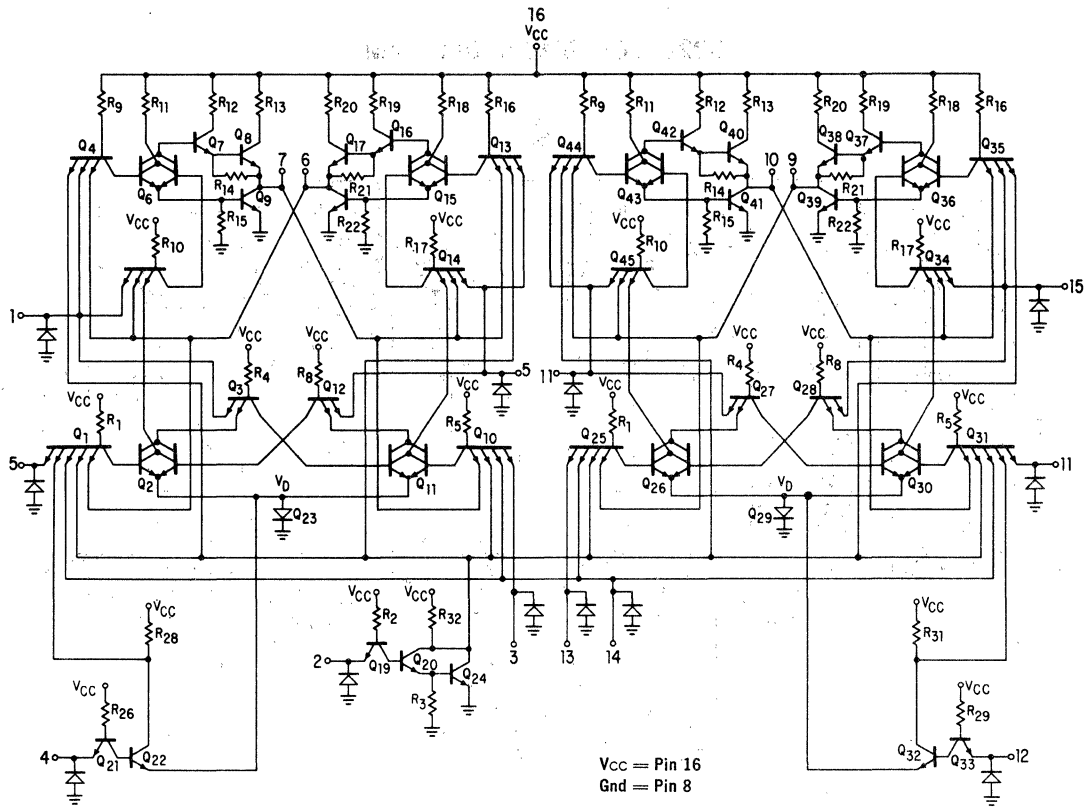 16
VCC
R9 R11 R12 R13 R20 R19 R18 R16 R9 R11 R12 R13 R20 R19 R18 R16
Q4 Q7 Q8 Q17 Q16 Q13 Q44 Q42 Q40 Q38 Q37 Q35
7 6 10 9
Q6 R14 Q9 R21 Q15 Q43 R14 Q41 Q39 R21 Q36
R15 R22 R15 R22
VCC VCC VCC VCC
R10 R17 R10 R17
Q14 Q45 Q34
1 15
VCC VCC VCC VCC
R4 R8 5 11 R4 R8
Q3 Q12 Q27 Q28
VCC VCC VCC VCC
R1 R5 R1 R5
Q1 Q10 Q25 Q31
5 11
Q2 Q11 Q26 Q30
VD VD
Q23 Q29
VCC VCC VCC VCC
R28 R2 R32 R31
3 13 14
2 Q19 Q20 Q24
VCC R3 VCC
R26 R29
4 Q21 Q22 Q32 Q33 12
VCC = Pin 16
Gnd = Pin 8